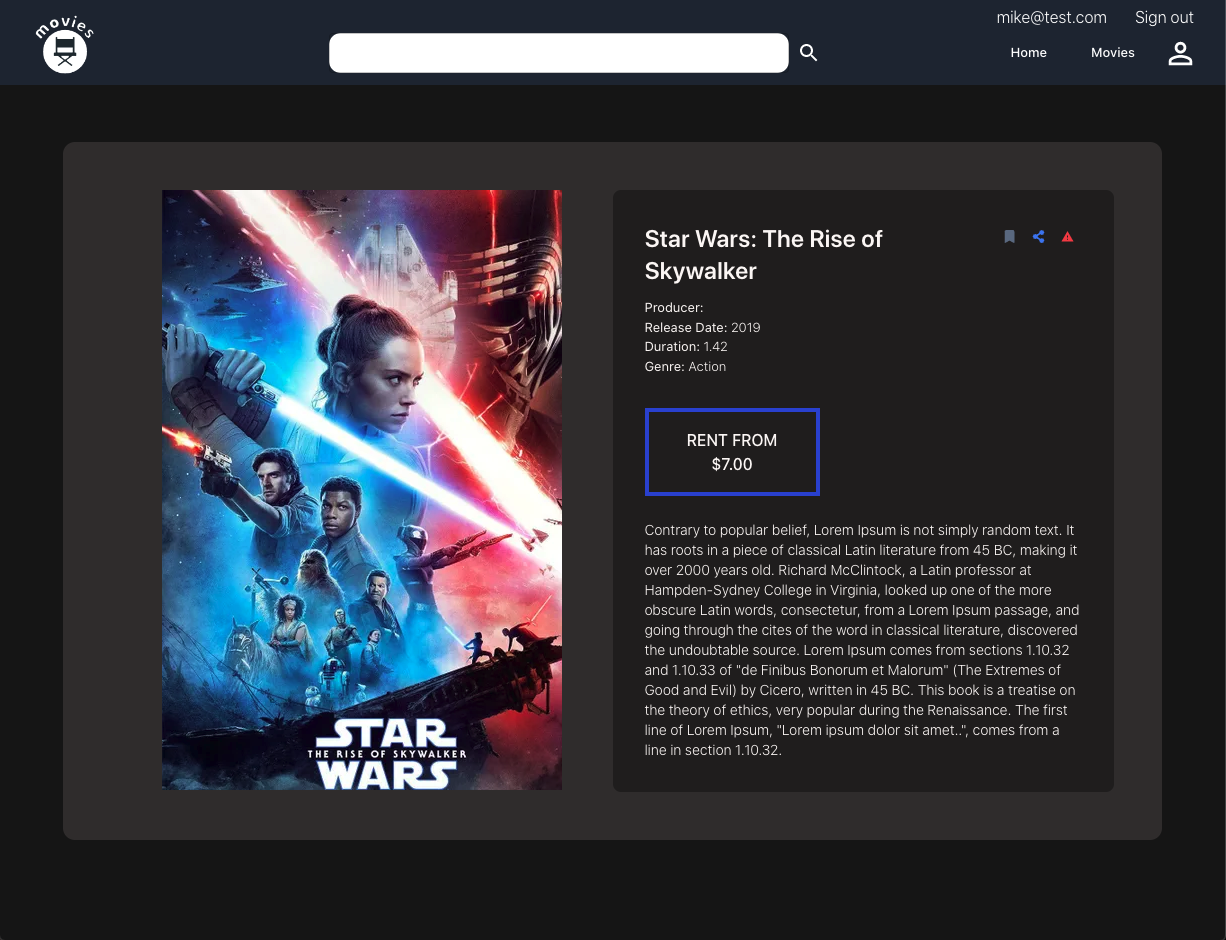 movies
mike@test.com Sign out
Home Movies
Star Wars: The Rise of
Skywalker
Producer:
Release Date: 2019
Duration: 1.42
Genre: Action
RENT FROM
$7.00
Contrary to popular belief, Lorem Ipsum is not simply random text. It
has roots in a piece of classical Latin literature from 45 BC, making it
over 2000 years old. Richard McClintock, a Latin professor at
Hampden-Sydney College in Virginia, looked up one of the more
obscure Latin words, consectetur, from a Lorem Ipsum passage, and
going through the cites of the word in classical literature, discovered
the undoubtable source. Lorem Ipsum comes from sections 1.10.32
and 1.10.33 of "de Finibus Bonorum et Malorum" (The Extremes of
Good and Evil) by Cicero, written in 45 BC. This book is a treatise on
the theory of ethics, very popular during the Renaissance. The first
line of Lorem Ipsum, "Lorem ipsum dolor sit amet..", comes from a
line in section 1.10.32.
STAR
THE RISE OF SKYWALKER
WARS